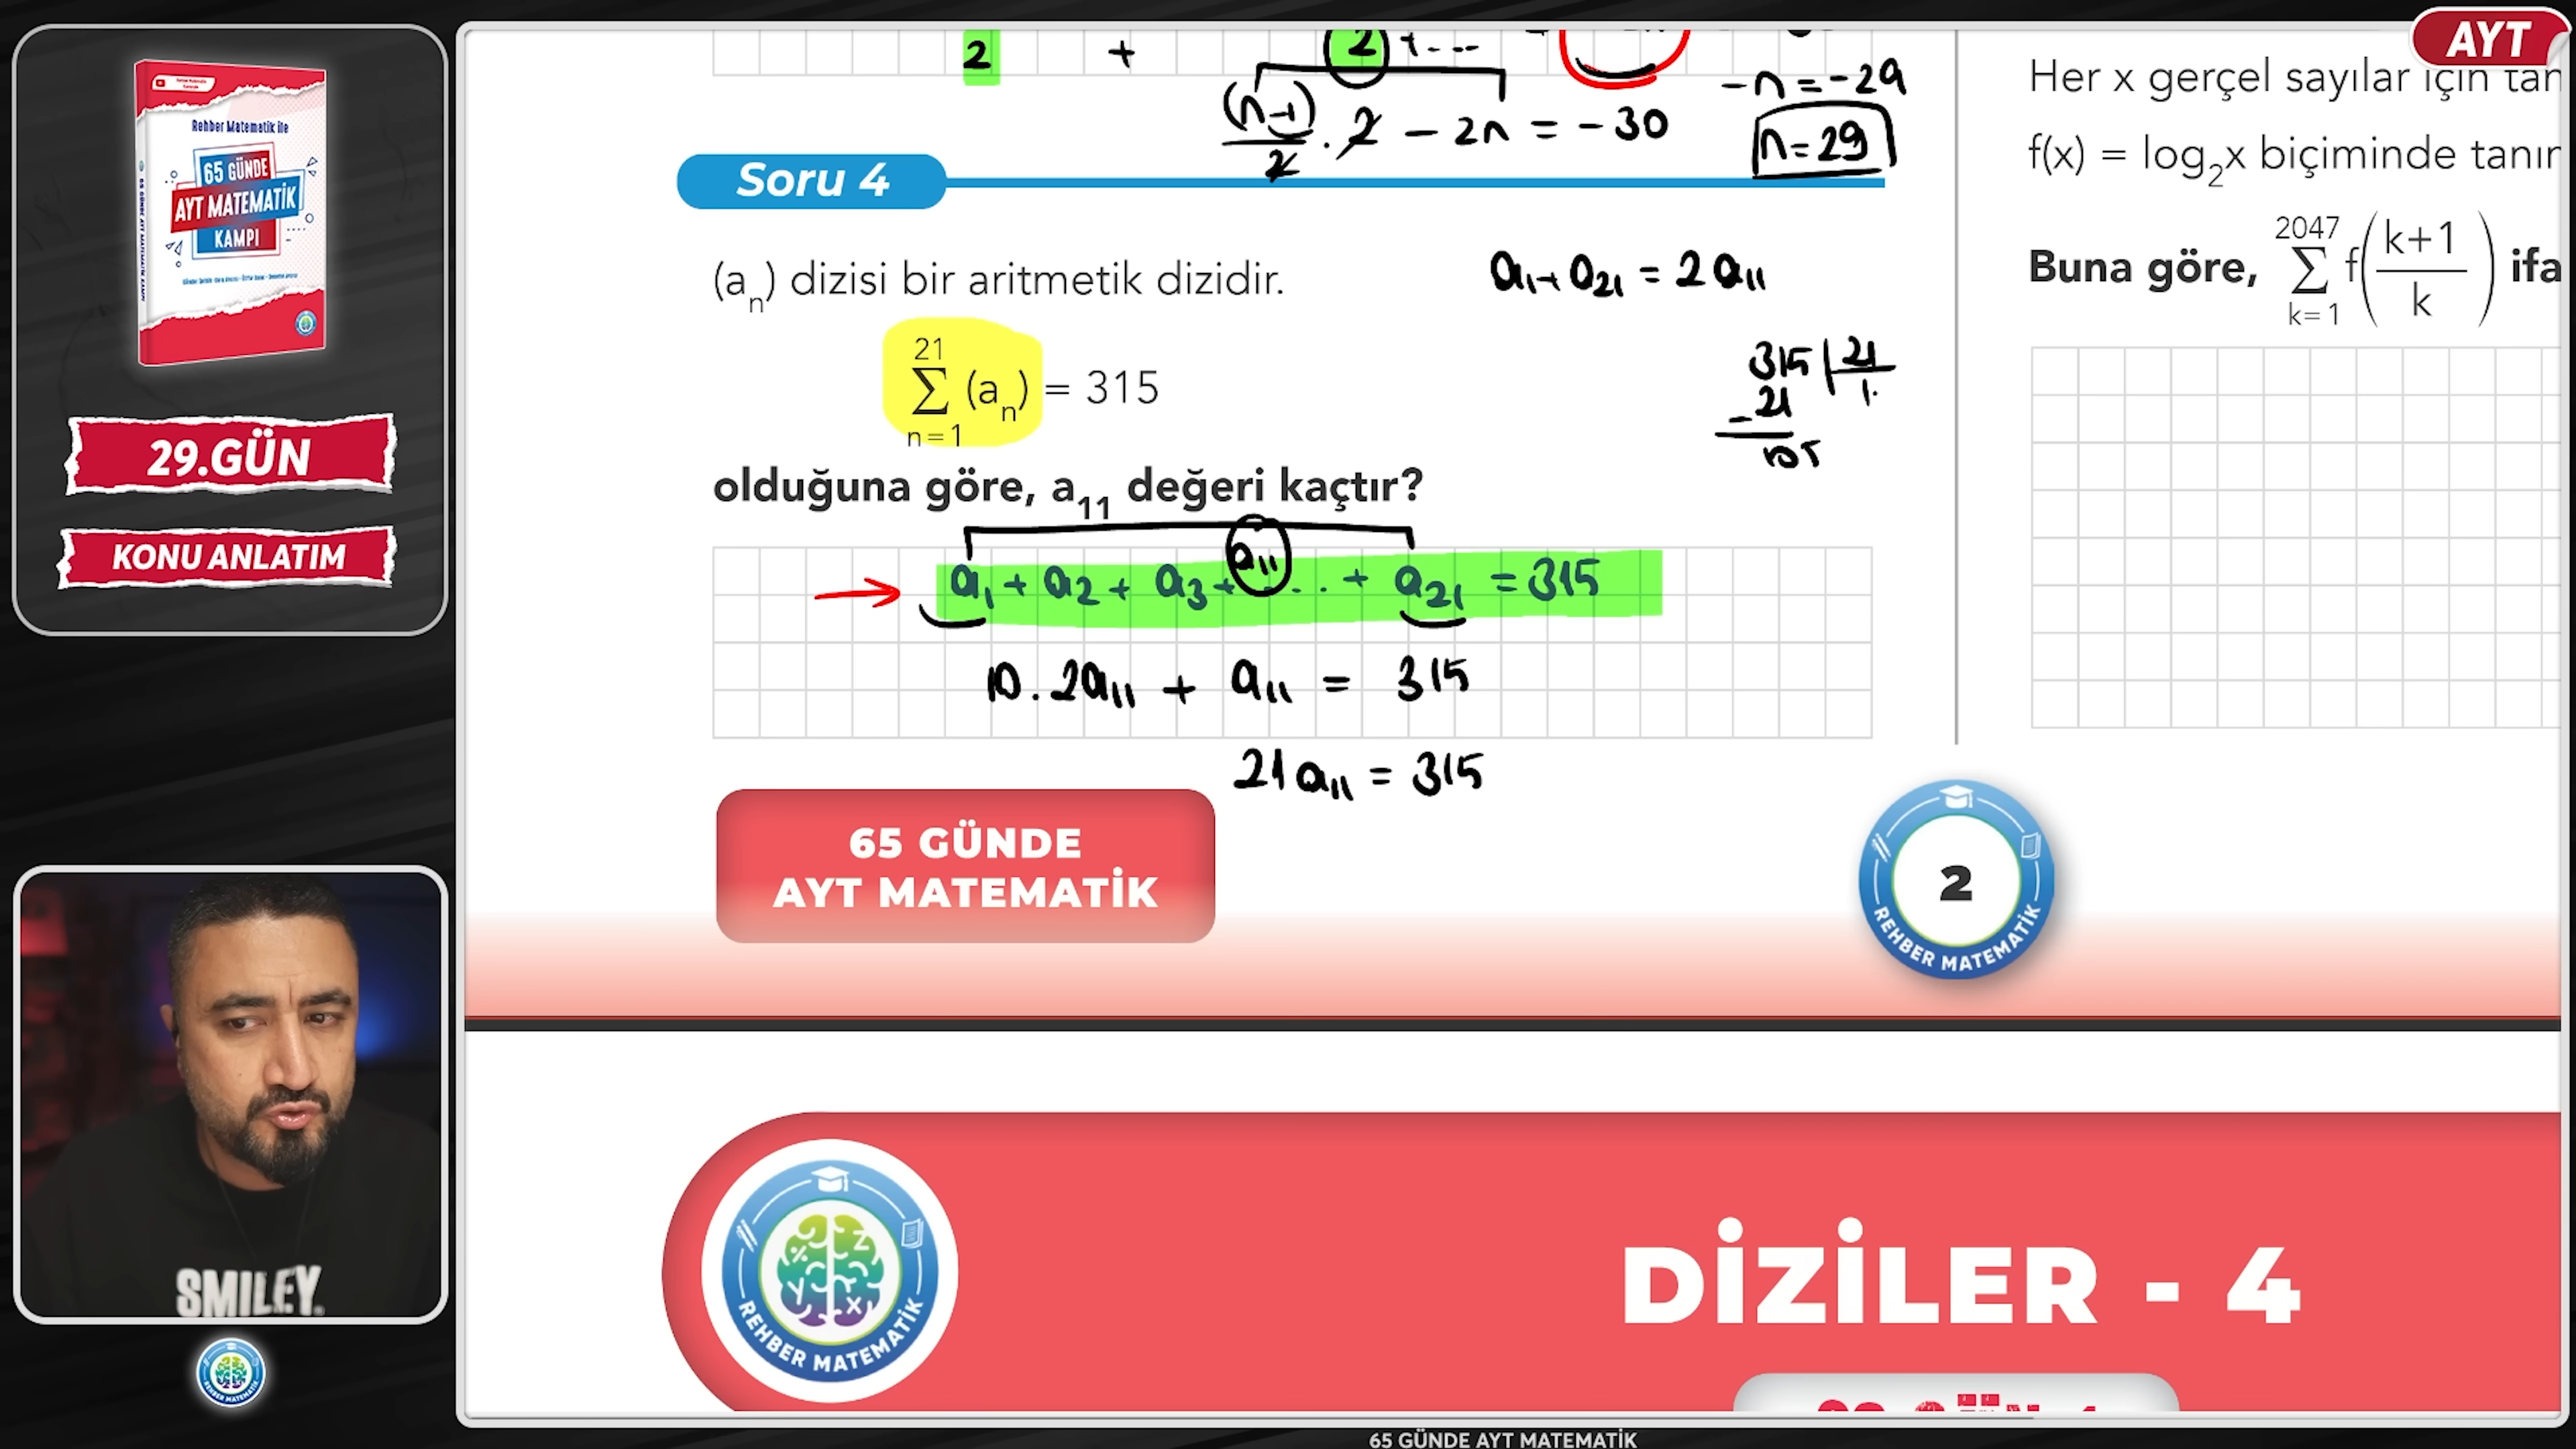 AYT
Rehber Matematik ile
65 GÜNDE
AYT MATEMATİK
KAMPI
29.GÜN
KONU ANLATIM
SMILEY
2 + 2 + ...
(n-1)/2 . 2 - 2n = -30
-n = -29
n = 29
Soru 4
(aₙ) dizisi bir aritmetik dizidir.
a₁ + a₂₁ = 2a₁₁
21
Σ (aₙ) = 315
n=1
315 | 21
- 21 1.
105
olduğuna göre, a₁₁ değeri kaçtır?
a₁₁
a₁ + a₂ + a₃ + ... + a₂₁ = 315
10 . 2a₁₁ + a₁₁ = 315
21a₁₁ = 315
65 GÜNDE
AYT MATEMATİK
2
REHBER MATEMATİK
Her x gerçel sayılar için tan
f(x) = log₂x biçiminde tanır
Buna göre, 2047 Σ k=1 f((k+1)/k) ifa
REHBER MATEMATİK
DİZİLER - 4
65 GÜNDE AYT MATEMATİK